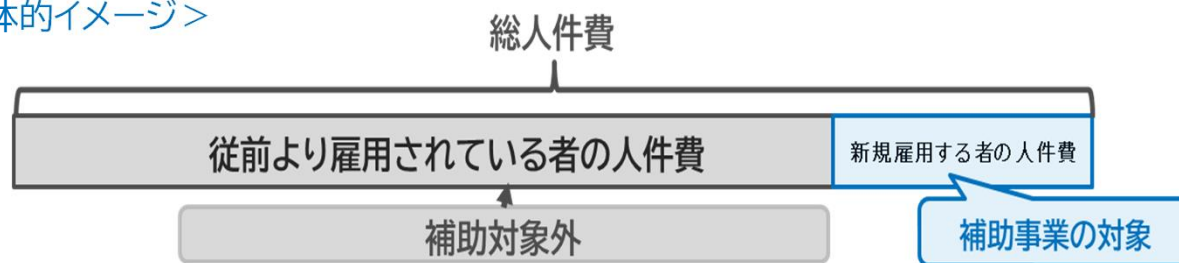 体的イメージ＞
総人件費
従前より雇用されている者の人件費
新規雇用する者の人件費
補助対象外
補助事業の対象